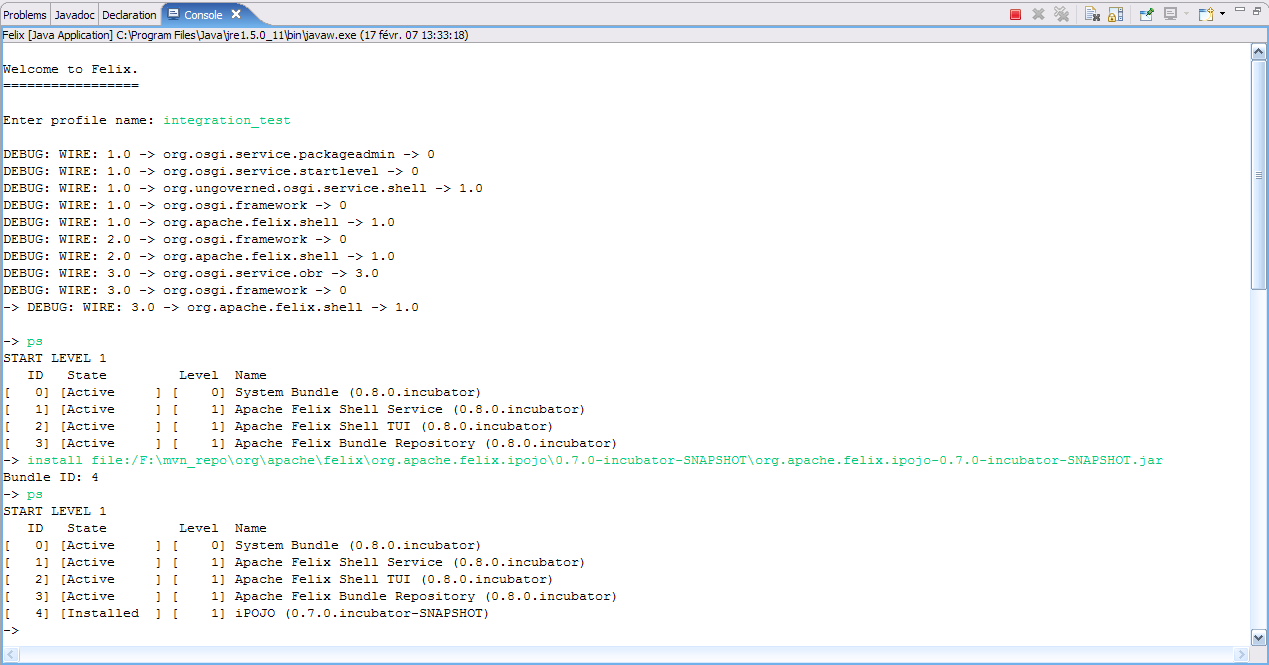 Problems Javadoc Declaration Console
Felix [Java Application] C:\Program Files\Java\jre1.5.0_11\bin\javaw.exe (17 févr. 07 13:33:18)
Welcome to Felix.
=================
Enter profile name: integration_test
DEBUG: WIRE: 1.0 -> org.osgi.service.packageadmin -> 0
DEBUG: WIRE: 1.0 -> org.osgi.service.startlevel -> 0
DEBUG: WIRE: 1.0 -> org.ungoverned.osgi.service.shell -> 1.0
DEBUG: WIRE: 1.0 -> org.osgi.framework -> 0
DEBUG: WIRE: 1.0 -> org.apache.felix.shell -> 1.0
DEBUG: WIRE: 2.0 -> org.osgi.framework -> 0
DEBUG: WIRE: 2.0 -> org.apache.felix.shell -> 1.0
DEBUG: WIRE: 3.0 -> org.osgi.service.obr -> 3.0
DEBUG: WIRE: 3.0 -> org.osgi.framework -> 0
-> DEBUG: WIRE: 3.0 -> org.apache.felix.shell -> 1.0
-> ps
START LEVEL 1
   ID   State         Level  Name
[   0] [Active     ] [    0] System Bundle (0.8.0.incubator)
[   1] [Active     ] [    1] Apache Felix Shell Service (0.8.0.incubator)
[   2] [Active     ] [    1] Apache Felix Shell TUI (0.8.0.incubator)
[   3] [Active     ] [    1] Apache Felix Bundle Repository (0.8.0.incubator)
-> install file:/F:\mvn_repo\org\apache\felix\org.apache.felix.ipojo\0.7.0-incubator-SNAPSHOT\org.apache.felix.ipojo-0.7.0-incubator-SNAPSHOT.jar
Bundle ID: 4
-> ps
START LEVEL 1
   ID   State         Level  Name
[   0] [Active     ] [    0] System Bundle (0.8.0.incubator)
[   1] [Active     ] [    1] Apache Felix Shell Service (0.8.0.incubator)
[   2] [Active     ] [    1] Apache Felix Shell TUI (0.8.0.incubator)
[   3] [Active     ] [    1] Apache Felix Bundle Repository (0.8.0.incubator)
[   4] [Installed  ] [    1] iPOJO (0.7.0.incubator-SNAPSHOT)
->